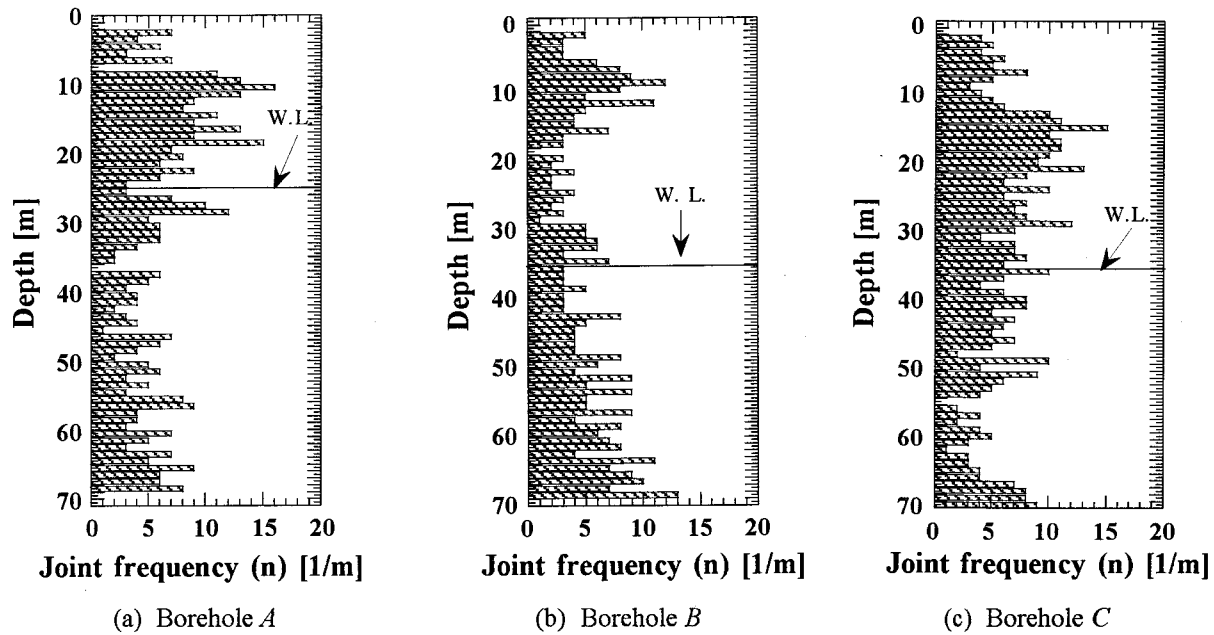 0
10
20
30
40
50
60
70
Depth [m]
W.L.
0 5 10 15 20
Joint frequency (n) [1/m]
(a) Borehole A
0
10
20
30
40
50
60
70
Depth [m]
W. L.
0 5 10 15 20
Joint frequency (n) [1/m]
(b) Borehole B
0
10
20
30
40
50
60
70
Depth [m]
W.L.
0 5 10 15 20
Joint frequency (n) [1/m]
(c) Borehole C